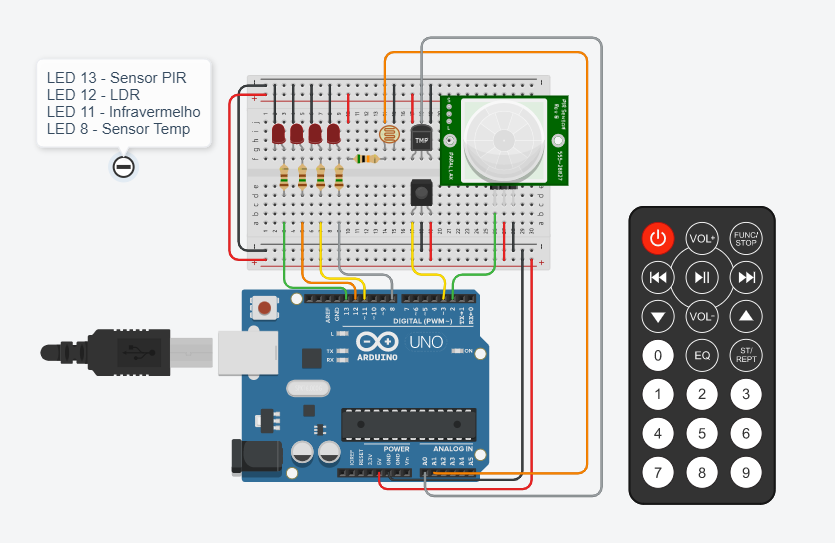 LED 13 - Sensor PIR
LED 12 - LDR
LED 11 - Infravermelho
LED 8 - Sensor Temp
TMP
PIR Sensor
Rev B
555-28027
PARALLAX
AREF
GND
13
12
~11
~10
~9
8
7
~6
~5
4
~3
2
TX→1
RX←0
DIGITAL (PWM~)
L
TX
RX
ARDUINO
UNO
ON
POWER
ANALOG IN
IOREF
RESET
3.3V
5V
GND
GND
Vin
A0
A1
A2
A3
A4
A5
VOL+
FUNC/
STOP
VOL-
0
EQ
ST/
REPT
1
2
3
4
5
6
7
8
9